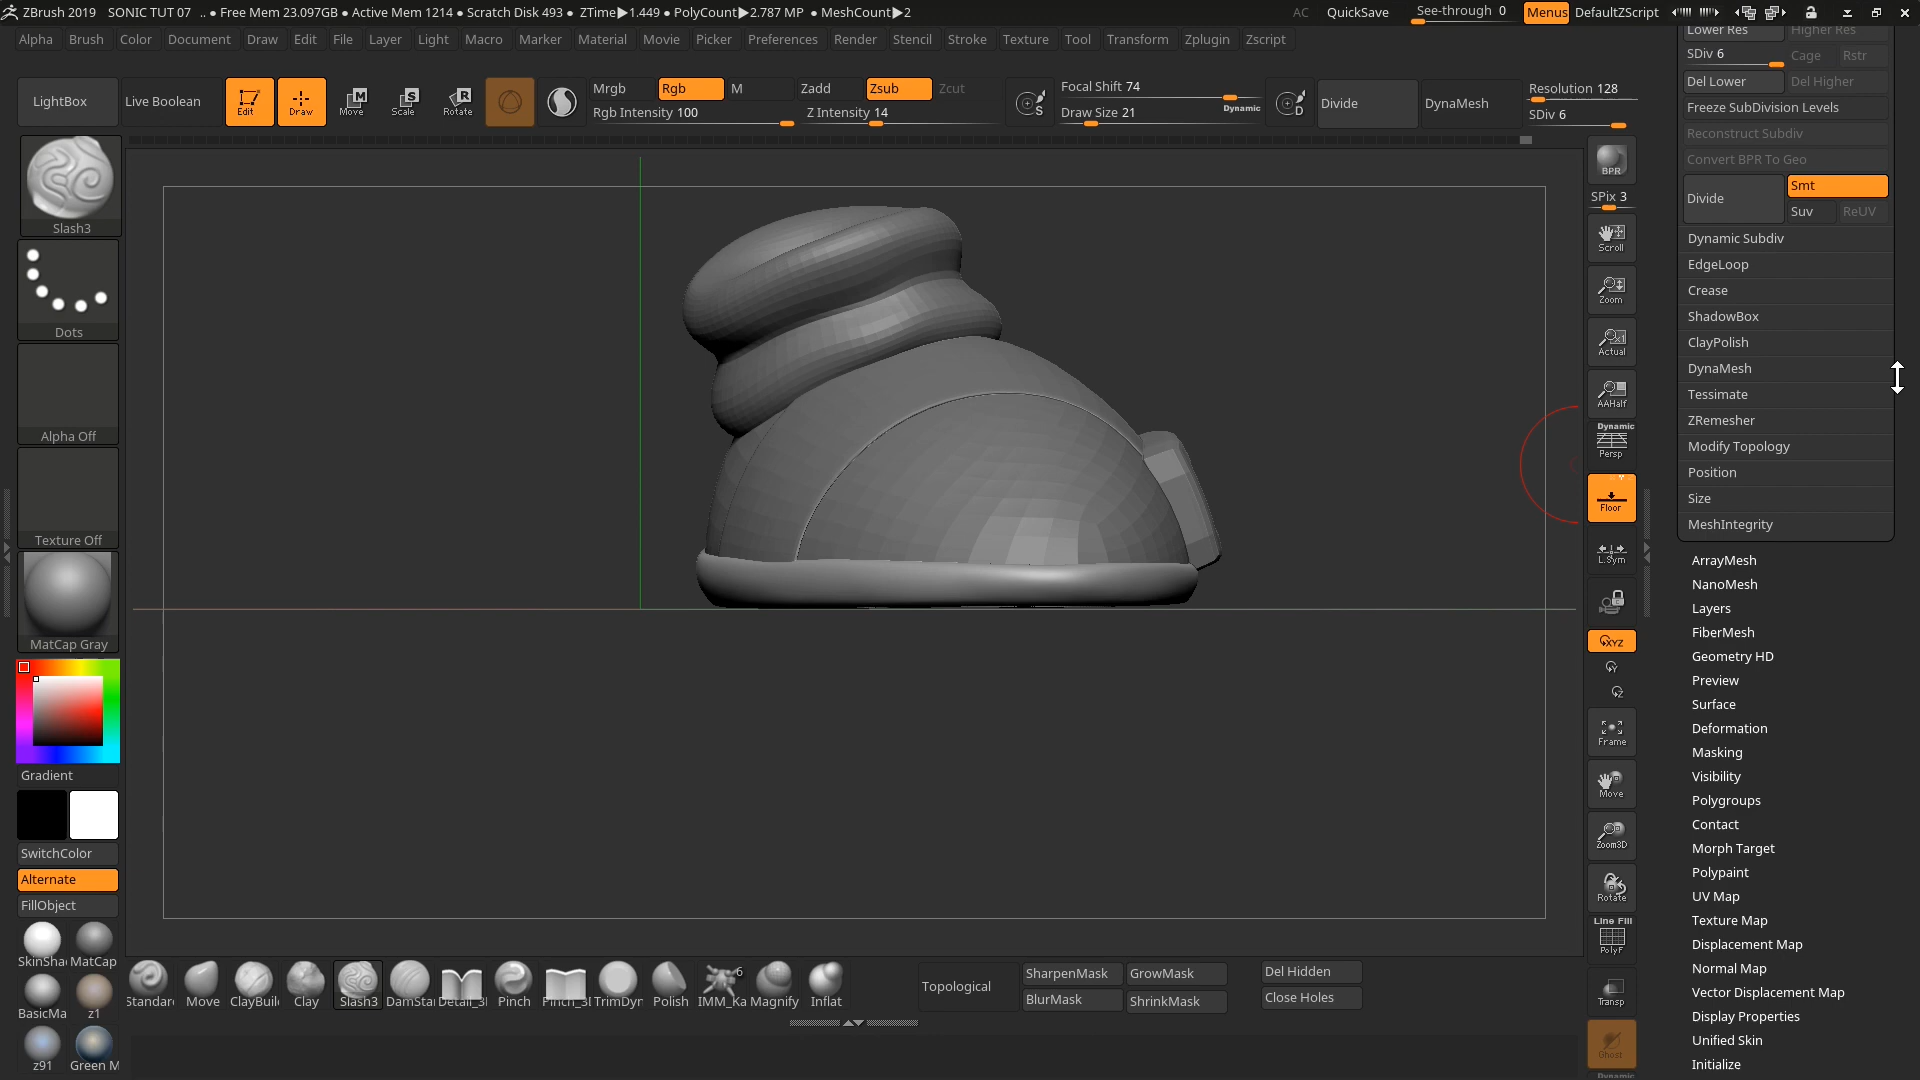 ZBrush 2019 SONIC TUT 07 .. ● Free Mem 23.097GB ● Active Mem 1214 ● Scratch Disk 493 ● ZTime▶1.449 ● PolyCount▶2.787 MP ● MeshCount▶2
AC QuickSave See-through 0 Menus DefaultZScript
Alpha Brush Color Document Draw Edit File Layer Light Macro Marker Material Movie Picker Preferences Render Stencil Stroke Texture Tool Transform Zplugin Zscript
LightBox
Live Boolean
Edit
Draw
Move
Scale
Rotate
Mrgb Rgb M
Rgb Intensity 100
Zadd Zsub Zcut
Z Intensity 14
Focal Shift 74
Draw Size 21
Dynamic
S
D
Divide
DynaMesh
Resolution 128
SDiv 6
Slash3
Dots
Alpha Off
Texture Off
MatCap Gray
Gradient
SwitchColor
Alternate
FillObject
SkinSha MatCap
BasicMa z1
z91 Green M
Standard Move ClayBuil Clay Slash3 DamSta Detail_3 Pinch Pinch_3 TrimDyn Polish IMM_Ka Magnify Inflat
6
Topological
SharpenMask GrowMask
BlurMask ShrinkMask
Del Hidden
Close Holes
BPR
SPix 3
Scroll
Zoom
Actual
AAHalf
Dynamic
Persp
Floor
L.Sym
XYZ
Y
Z
Frame
Move
Zoom3D
Rotate
Line Fill
PolyF
Transp
Ghost
Dynamic
Lower Res Higher Res
SDiv 6 Cage Rstr
Del Lower Del Higher
Freeze SubDivision Levels
Reconstruct Subdiv
Convert BPR To Geo
Divide
Smt
Suv ReUV
Dynamic Subdiv
EdgeLoop
Crease
ShadowBox
ClayPolish
DynaMesh
Tessimate
ZRemesher
Modify Topology
Position
Size
MeshIntegrity
ArrayMesh
NanoMesh
Layers
FiberMesh
Geometry HD
Preview
Surface
Deformation
Masking
Visibility
Polygroups
Contact
Morph Target
Polypaint
UV Map
Texture Map
Displacement Map
Normal Map
Vector Displacement Map
Display Properties
Unified Skin
Initialize